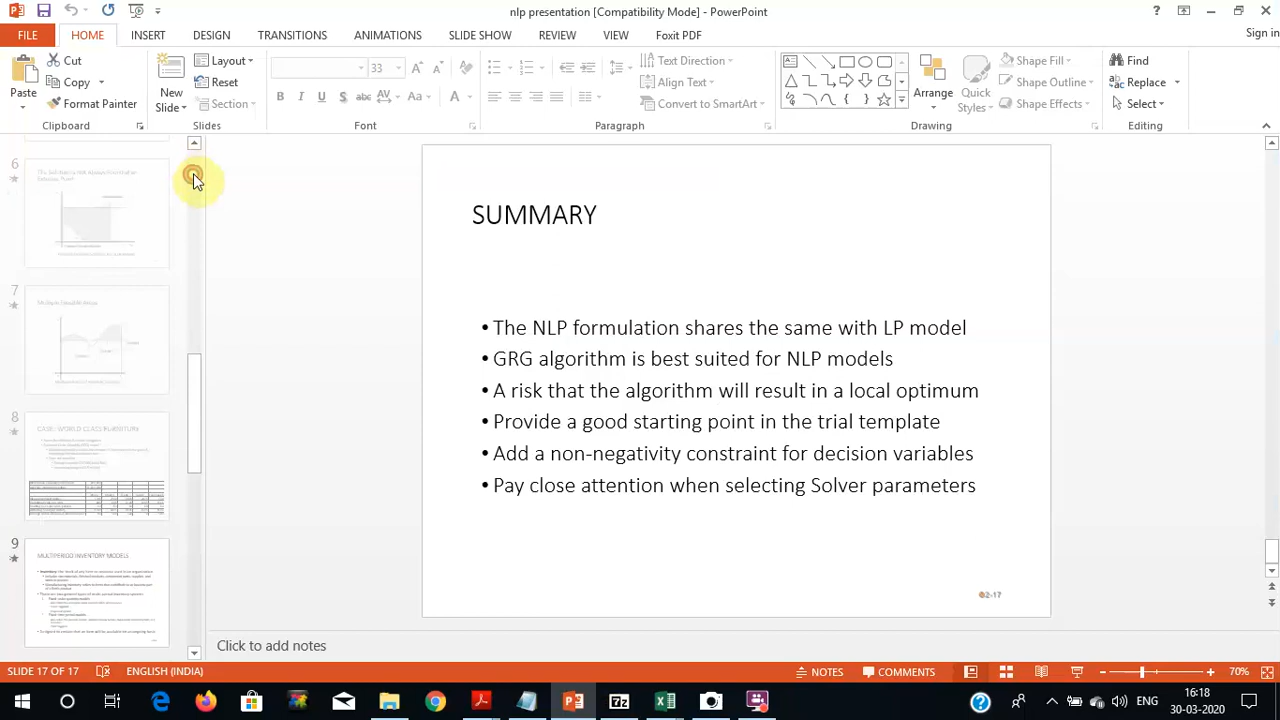 nlp presentation [Compatibility Mode] - PowerPoint
FILE HOME INSERT DESIGN TRANSITIONS ANIMATIONS SLIDE SHOW REVIEW VIEW Foxit PDF Sign in
Paste
Cut
Copy
Format Painter
Clipboard
New
Slide
Layout
Reset
Section
Slides
33
Font
Text Direction
Align Text
Convert to SmartArt
Paragraph
Arrange
Quick
Styles
Shape Fill
Shape Outline
Shape Effects
Drawing
Find
Replace
Select
Editing
6
7
8
CASE: WORLD CLASS FURNITURE
9
MULTIPERIOD INVENTORY MODELS
SUMMARY
• The NLP formulation shares the same with LP model
• GRG algorithm is best suited for NLP models
• A risk that the algorithm will result in a local optimum
• Provide a good starting point in the trial template
• Add a non-negativity constraint for decision variables
• Pay close attention when selecting Solver parameters
2-17
Click to add notes
SLIDE 17 OF 17 ENGLISH (INDIA) NOTES COMMENTS 70%
ENG
16:18
30-03-2020